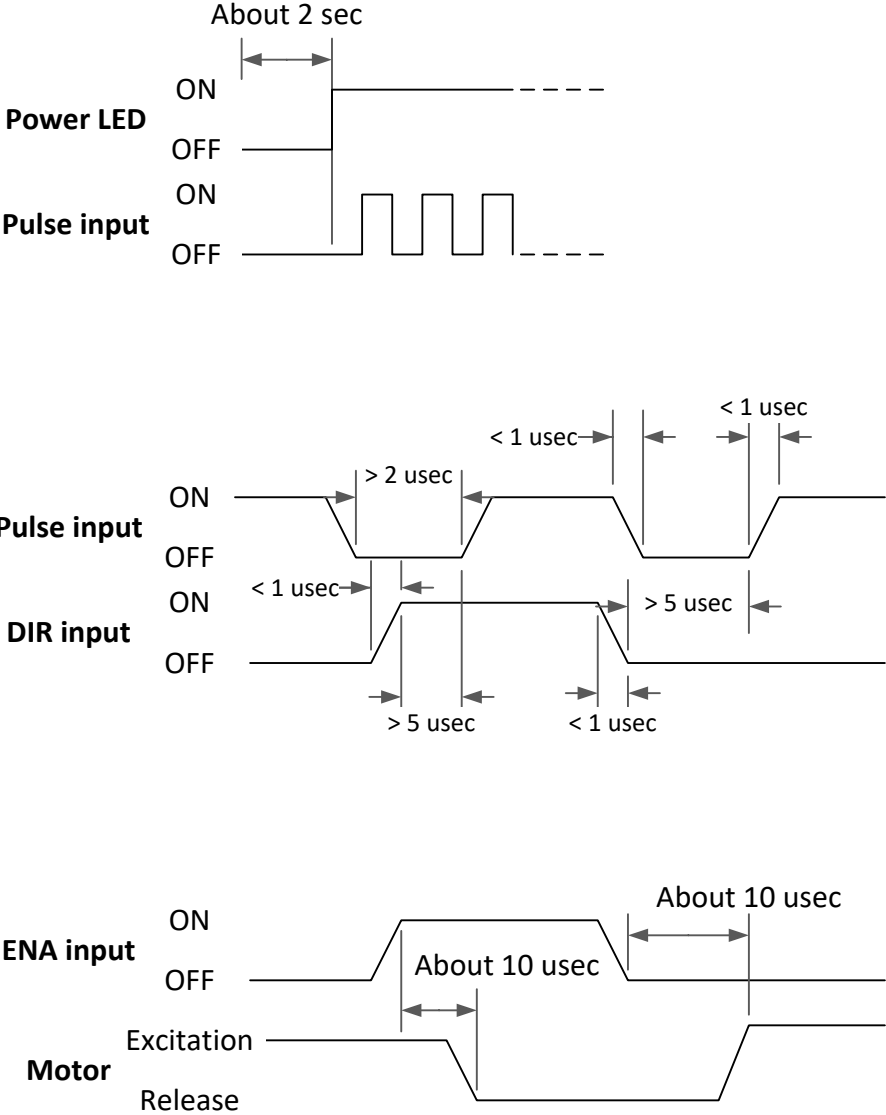 About 2 sec
ON
Power LED
OFF
ON
Pulse input
OFF
< 1 usec
< 1 usec
> 2 usec
ON
Pulse input
OFF
< 1 usec
ON
> 5 usec
DIR input
OFF
> 5 usec
< 1 usec
About 10 usec
ON
ENA input
About 10 usec
OFF
Excitation
Motor
Release